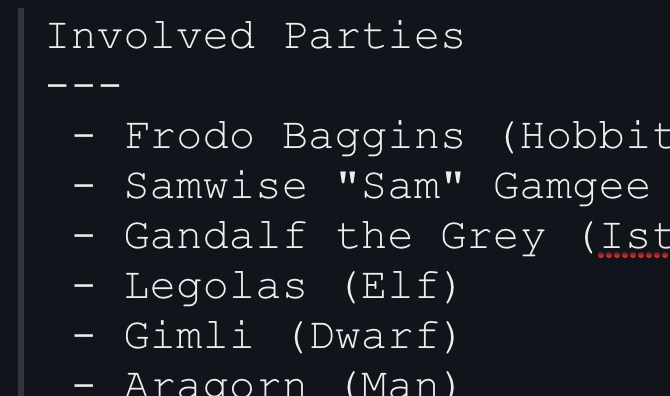 Involved Parties
---
- Frodo Baggins (Hobbit
- Samwise "Sam" Gamgee
- Gandalf the Grey (Ist
- Legolas (Elf)
- Gimli (Dwarf)
- Aragorn (Man)